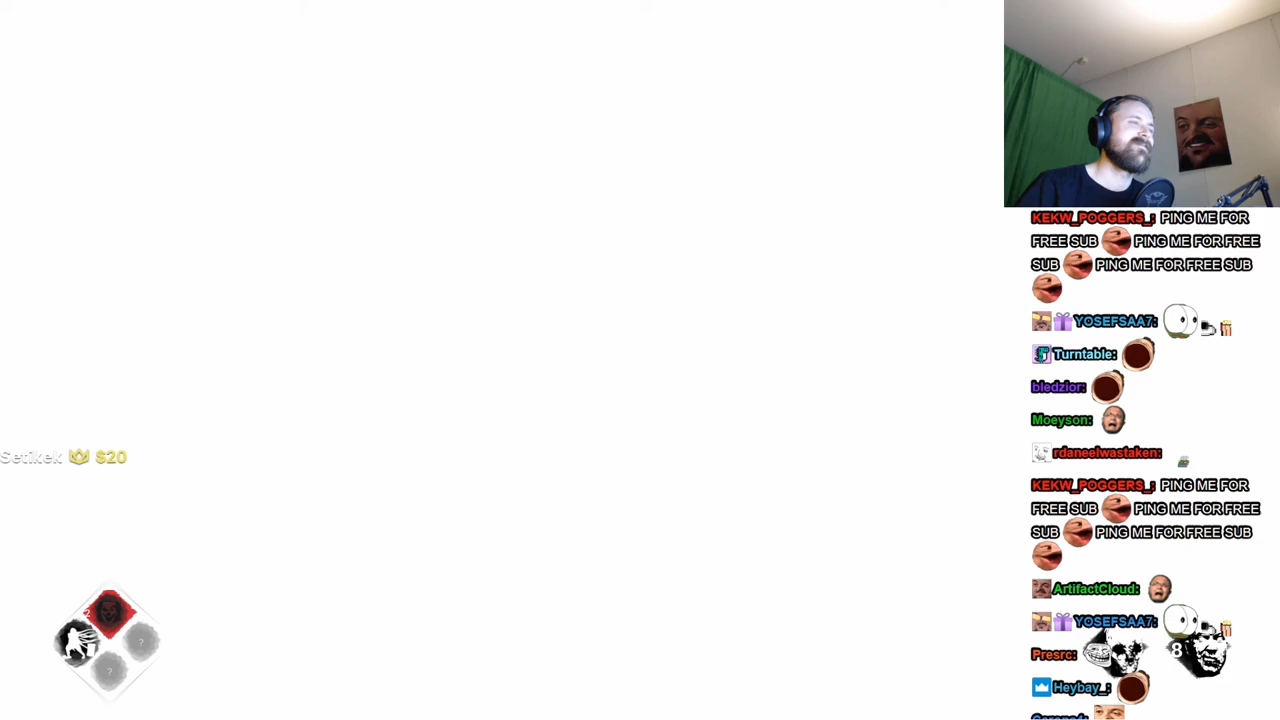 KEKW_POGGERS_: PING ME FOR
FREE SUB PING ME FOR FREE
SUB PING ME FOR FREE SUB
YOSEFSAA7:
Turntable:
bledzior:
Moeyson:
Setikek $20
rdaneelwastaken:
KEKW_POGGERS_: PING ME FOR
FREE SUB PING ME FOR FREE
SUB PING ME FOR FREE SUB
ArtifactCloud:
2
YOSEFSAA7:
?
8
Presrc:
?
Heybay_: